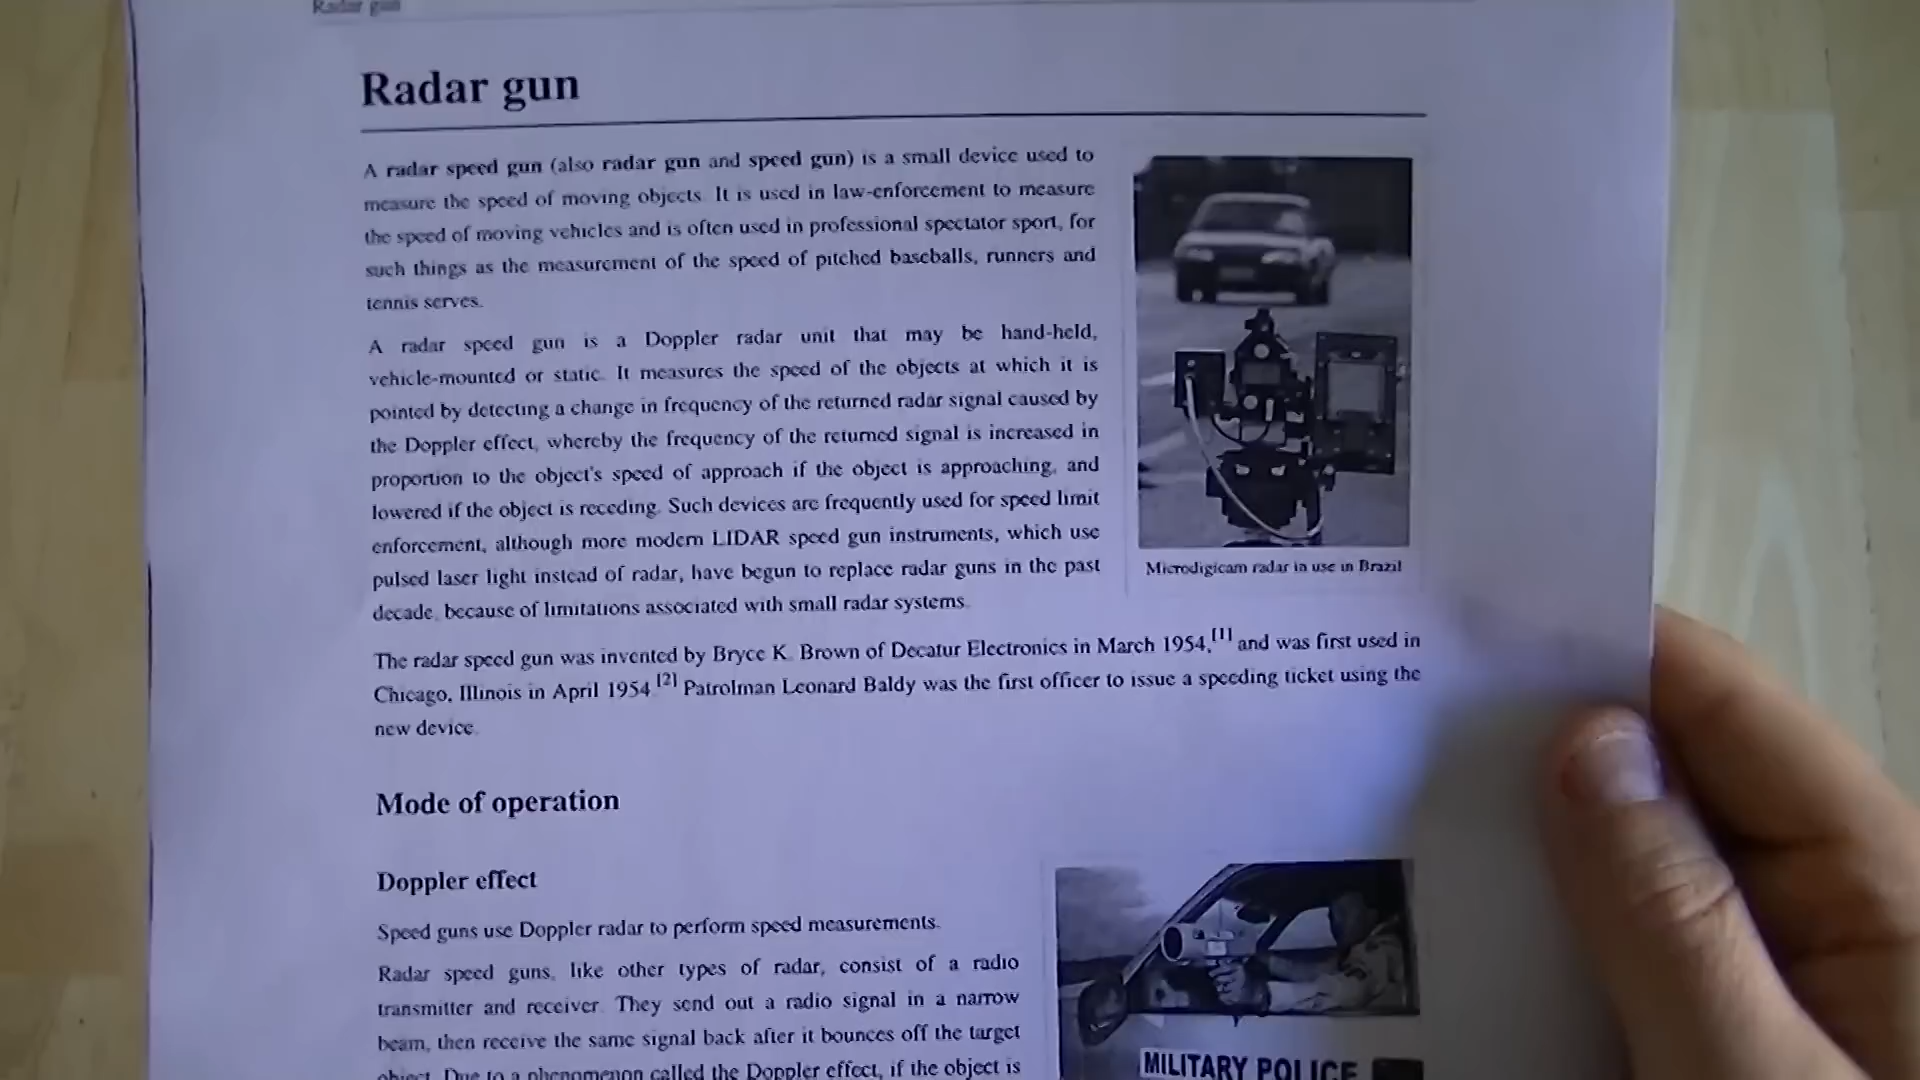 Radar gun
Radar gun
A radar speed gun (also radar gun and speed gun) is a small device used to
measure the speed of moving objects. It is used in law-enforcement to measure
the speed of moving vehicles and is often used in professional spectator sport, for
such things as the measurement of the speed of pitched baseballs, runners and
tennis serves.
A radar speed gun is a Doppler radar unit that may be hand-held,
vehicle-mounted or static. It measures the speed of the objects at which it is
pointed by detecting a change in frequency of the returned radar signal caused by
the Doppler effect, whereby the frequency of the returned signal is increased in
proportion to the object's speed of approach if the object is approaching, and
lowered if the object is receding. Such devices are frequently used for speed limit
enforcement, although more modern LIDAR speed gun instruments, which use
pulsed laser light instead of radar, have begun to replace radar guns in the past
decade, because of limitations associated with small radar systems.
Microdigicam radar in use in Brazil
The radar speed gun was invented by Bryce K. Brown of Decatur Electronics in March 1954,[1] and was first used in
Chicago, Illinois in April 1954.[2] Patrolman Leonard Baldy was the first officer to issue a speeding ticket using the
new device.
Mode of operation
Doppler effect
Speed guns use Doppler radar to perform speed measurements.
Radar speed guns, like other types of radar, consist of a radio
transmitter and receiver. They send out a radio signal in a narrow
beam, then receive the same signal back after it bounces off the target
object. Due to a phenomenon called the Doppler effect, if the object is
MILITARY POLICE